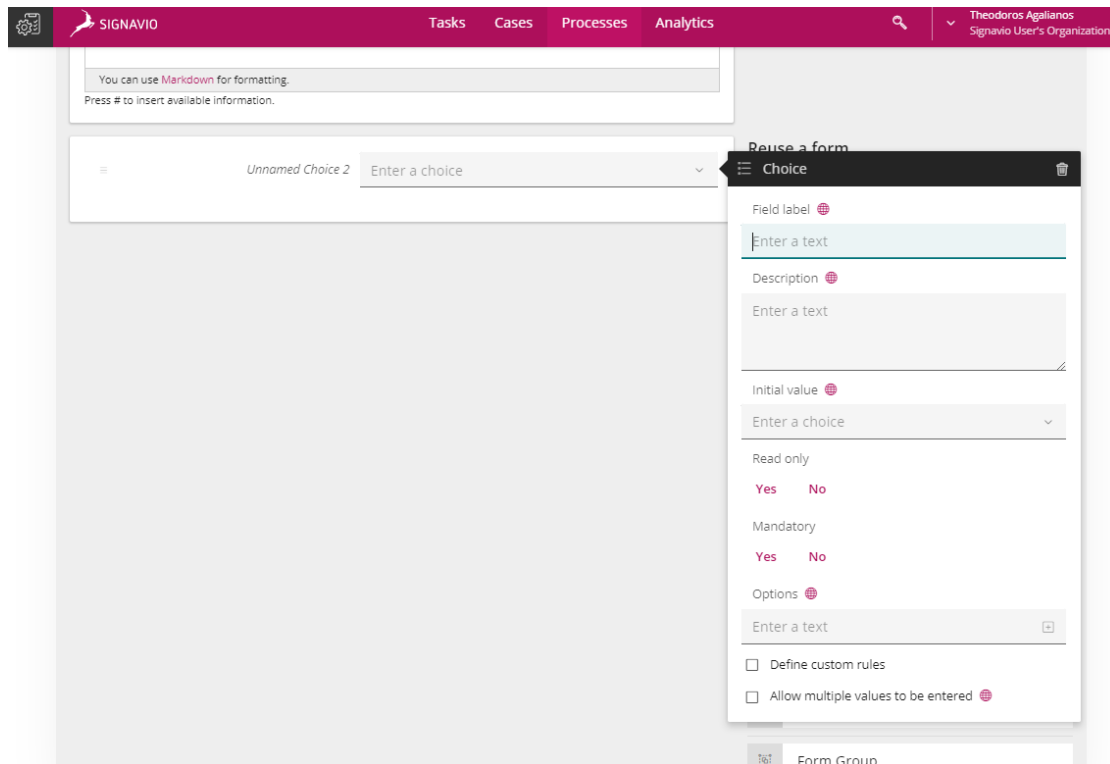 SIGNAVIO
Tasks Cases Processes Analytics
Theodoros Agalianos
Signavio User's Organization
You can use Markdown for formatting.
Press # to insert available information.
Unnamed Choice 2 Enter a choice
Reuse a form
Choice
Field label
Enter a text
Description
Enter a text
Initial value
Enter a choice
Read only
Yes No
Mandatory
Yes No
Options
Enter a text
Define custom rules
Allow multiple values to be entered
Form Group